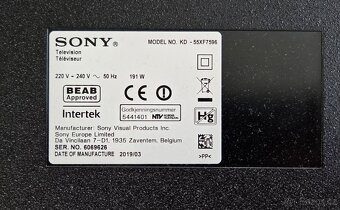 SONY®
MODEL NO. KD - 55XF7596
Television
Téléviseur
220 V - 240 V ~ 50 Hz 191 W
BEAB
Approved
Intertek
Godkjenningsnummer
5441401 NTV
Hg
Manufacturer: Sony Visual Products Inc.
Sony Europe Limited
Da Vincilaan 7-D1, 1935 Zaventem, Belgium
SER. NO. 6069626
DATE OF MANUFACTURE 2019/03
>PP<